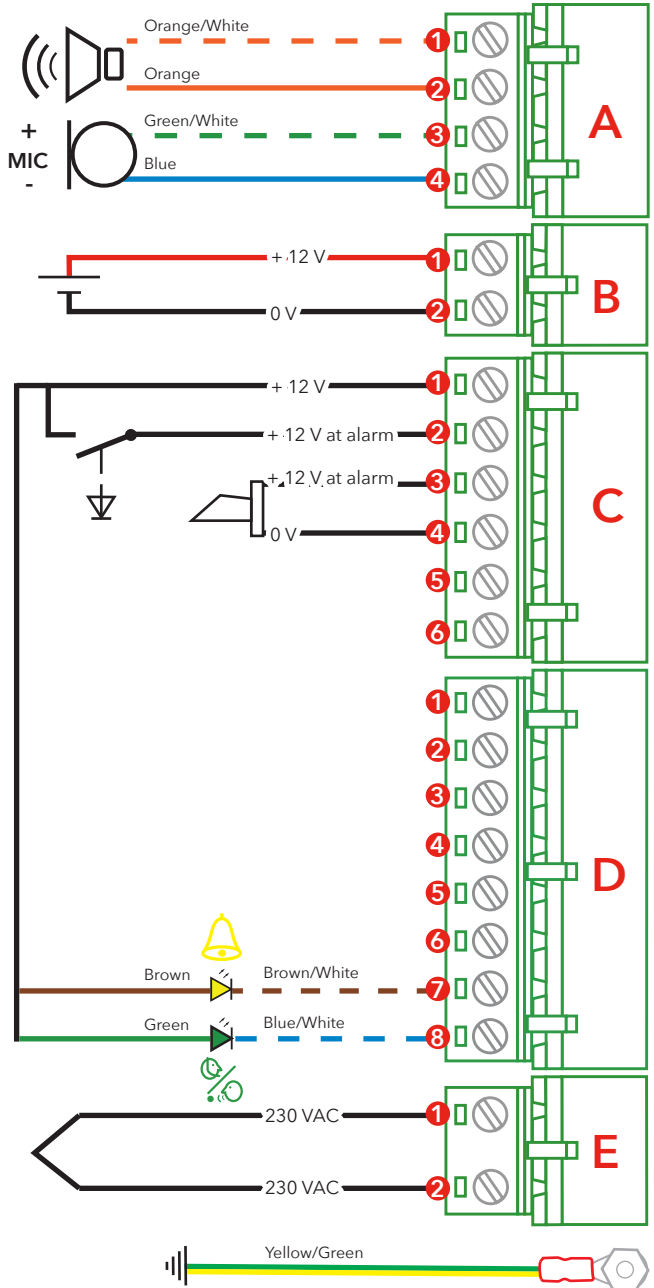 Orange/White
1
Orange
2
Green/White
3
+
MIC
-
Blue
4
A
+ 12 V
1
0 V
2
B
+ 12 V
1
+ 12 V at alarm
2
+ 12 V at alarm
3
0 V
4
5
6
C
1
2
3
4
5
6
D
Brown
Brown/White
7
Green
Blue/White
8
230 VAC
1
230 VAC
2
E
Yellow/Green